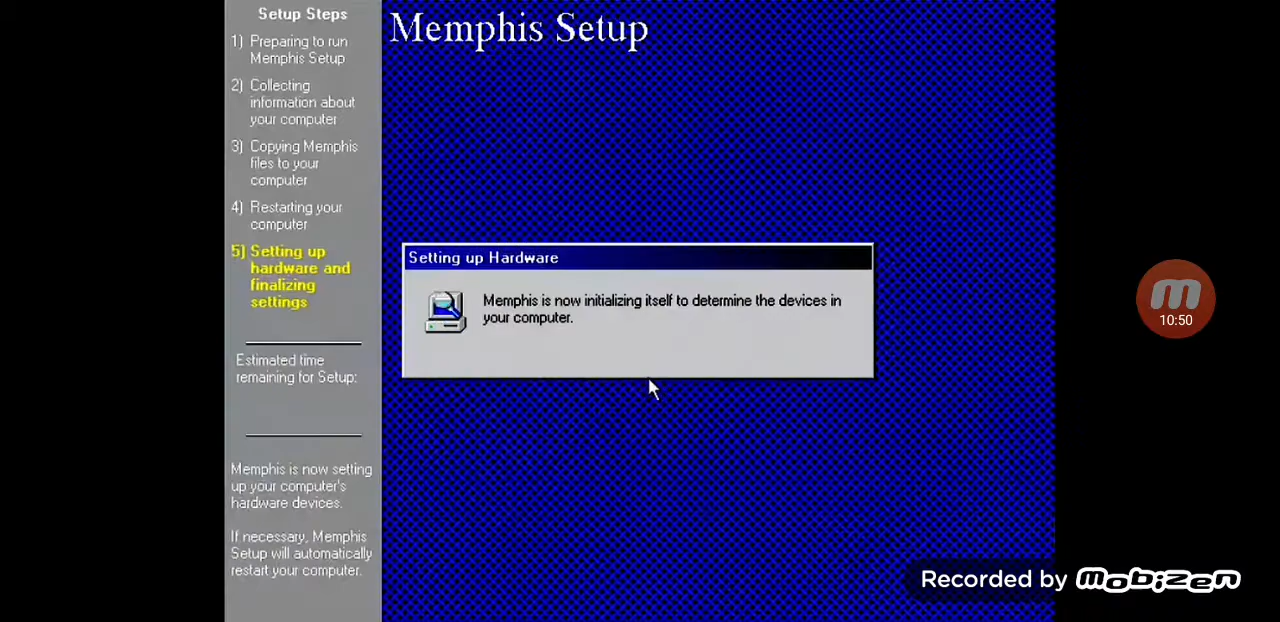 Setup Steps
1) Preparing to run
Memphis Setup
2) Collecting
information about
your computer
3) Copying Memphis
files to your
computer
4) Restarting your
computer
5) Setting up
hardware and
finalizing
settings
Estimated time
remaining for Setup:
Memphis is now setting
up your computer's
hardware devices.
If necessary, Memphis
Setup will automatically
restart your computer.
Memphis Setup
Setting up Hardware
Memphis is now initializing itself to determine the devices in
your computer.
10:50
Recorded by mobizen